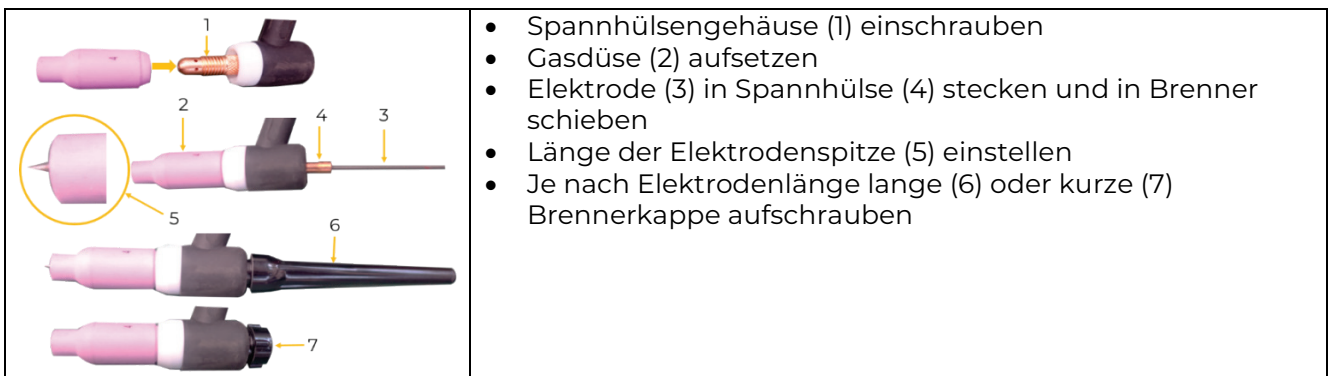 1
2
4
3
5
6
7
• Spannhülsengehäuse (1) einschrauben
• Gasdüse (2) aufsetzen
• Elektrode (3) in Spannhülse (4) stecken und in Brenner
schieben
• Länge der Elektrodenspitze (5) einstellen
• Je nach Elektrodenlänge lange (6) oder kurze (7)
Brennerkappe aufschrauben